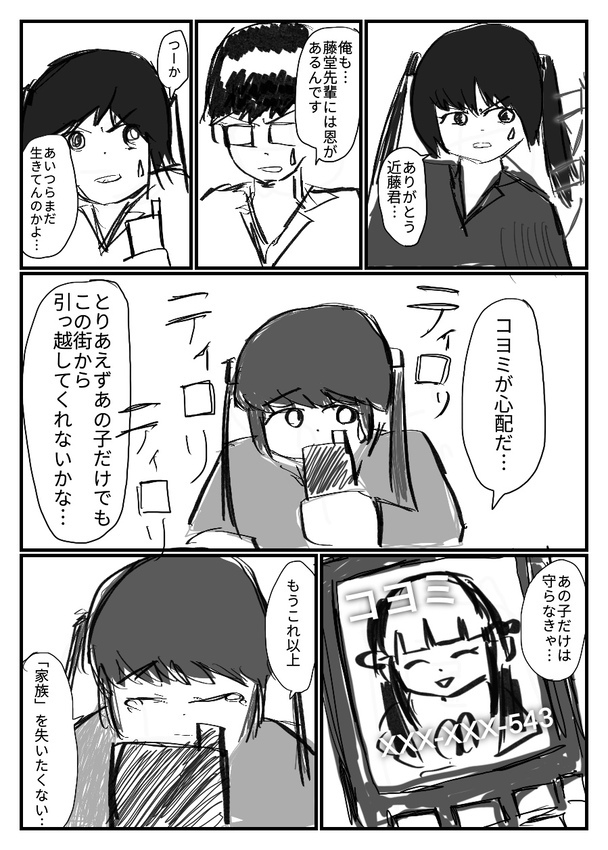 ありがとう
近藤君…
ゴゴゴ
俺も…
藤堂先輩には恩が
あるんです
つーか
あいつらまだ
生きてんのかよ…
コヨミが心配だ…
ティロリ
ティロリ
ティロリ
とりあえずあの子だけでも
この街から
引っ越してくれないかな…
あの子だけは
守らなきゃ…
コヨミ
XXX-XXX-543
もうこれ以上
「家族」を失いたくない…